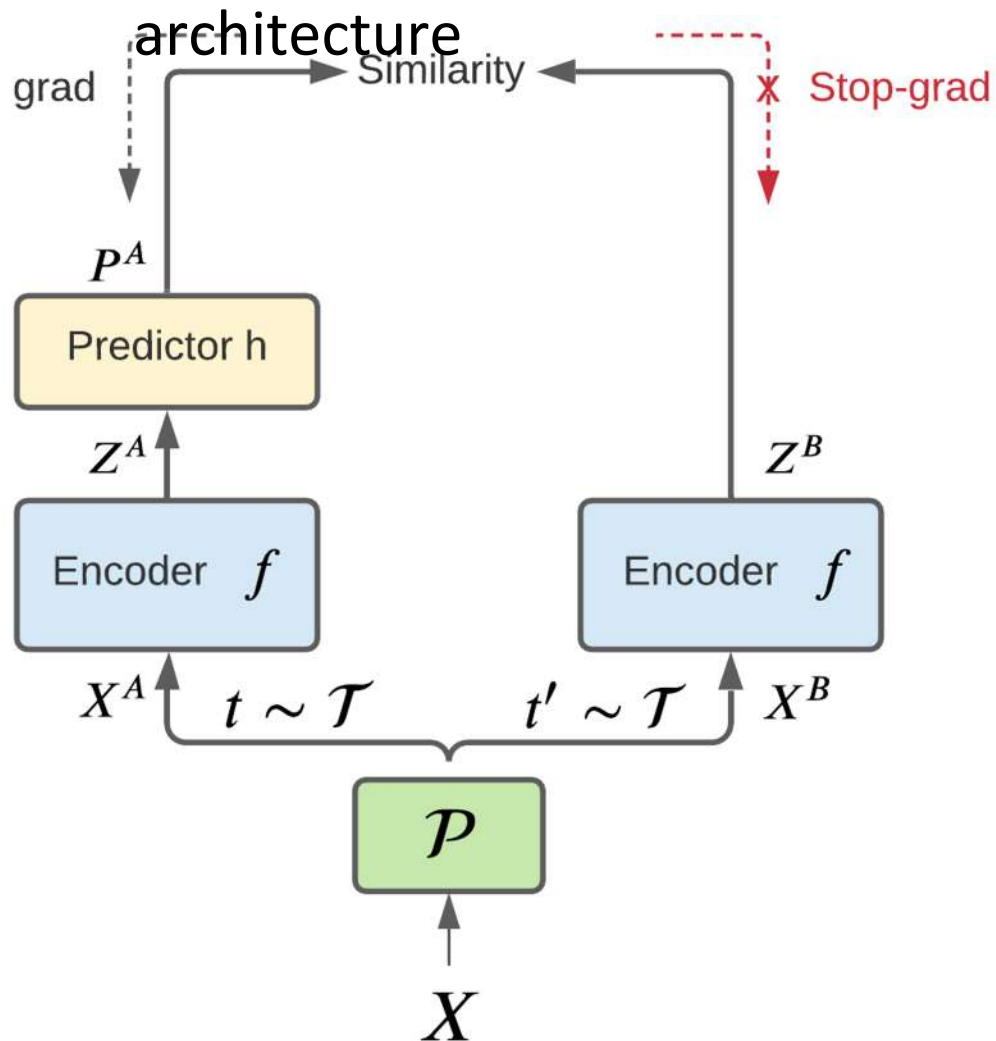 architecture
grad
Similarity
x Stop-grad
P^A
Predictor h
Z^A
Z^B
Encoder f
Encoder f
X^A
t ~ 𝒯
t′ ~ 𝒯
X^B
𝒫
X